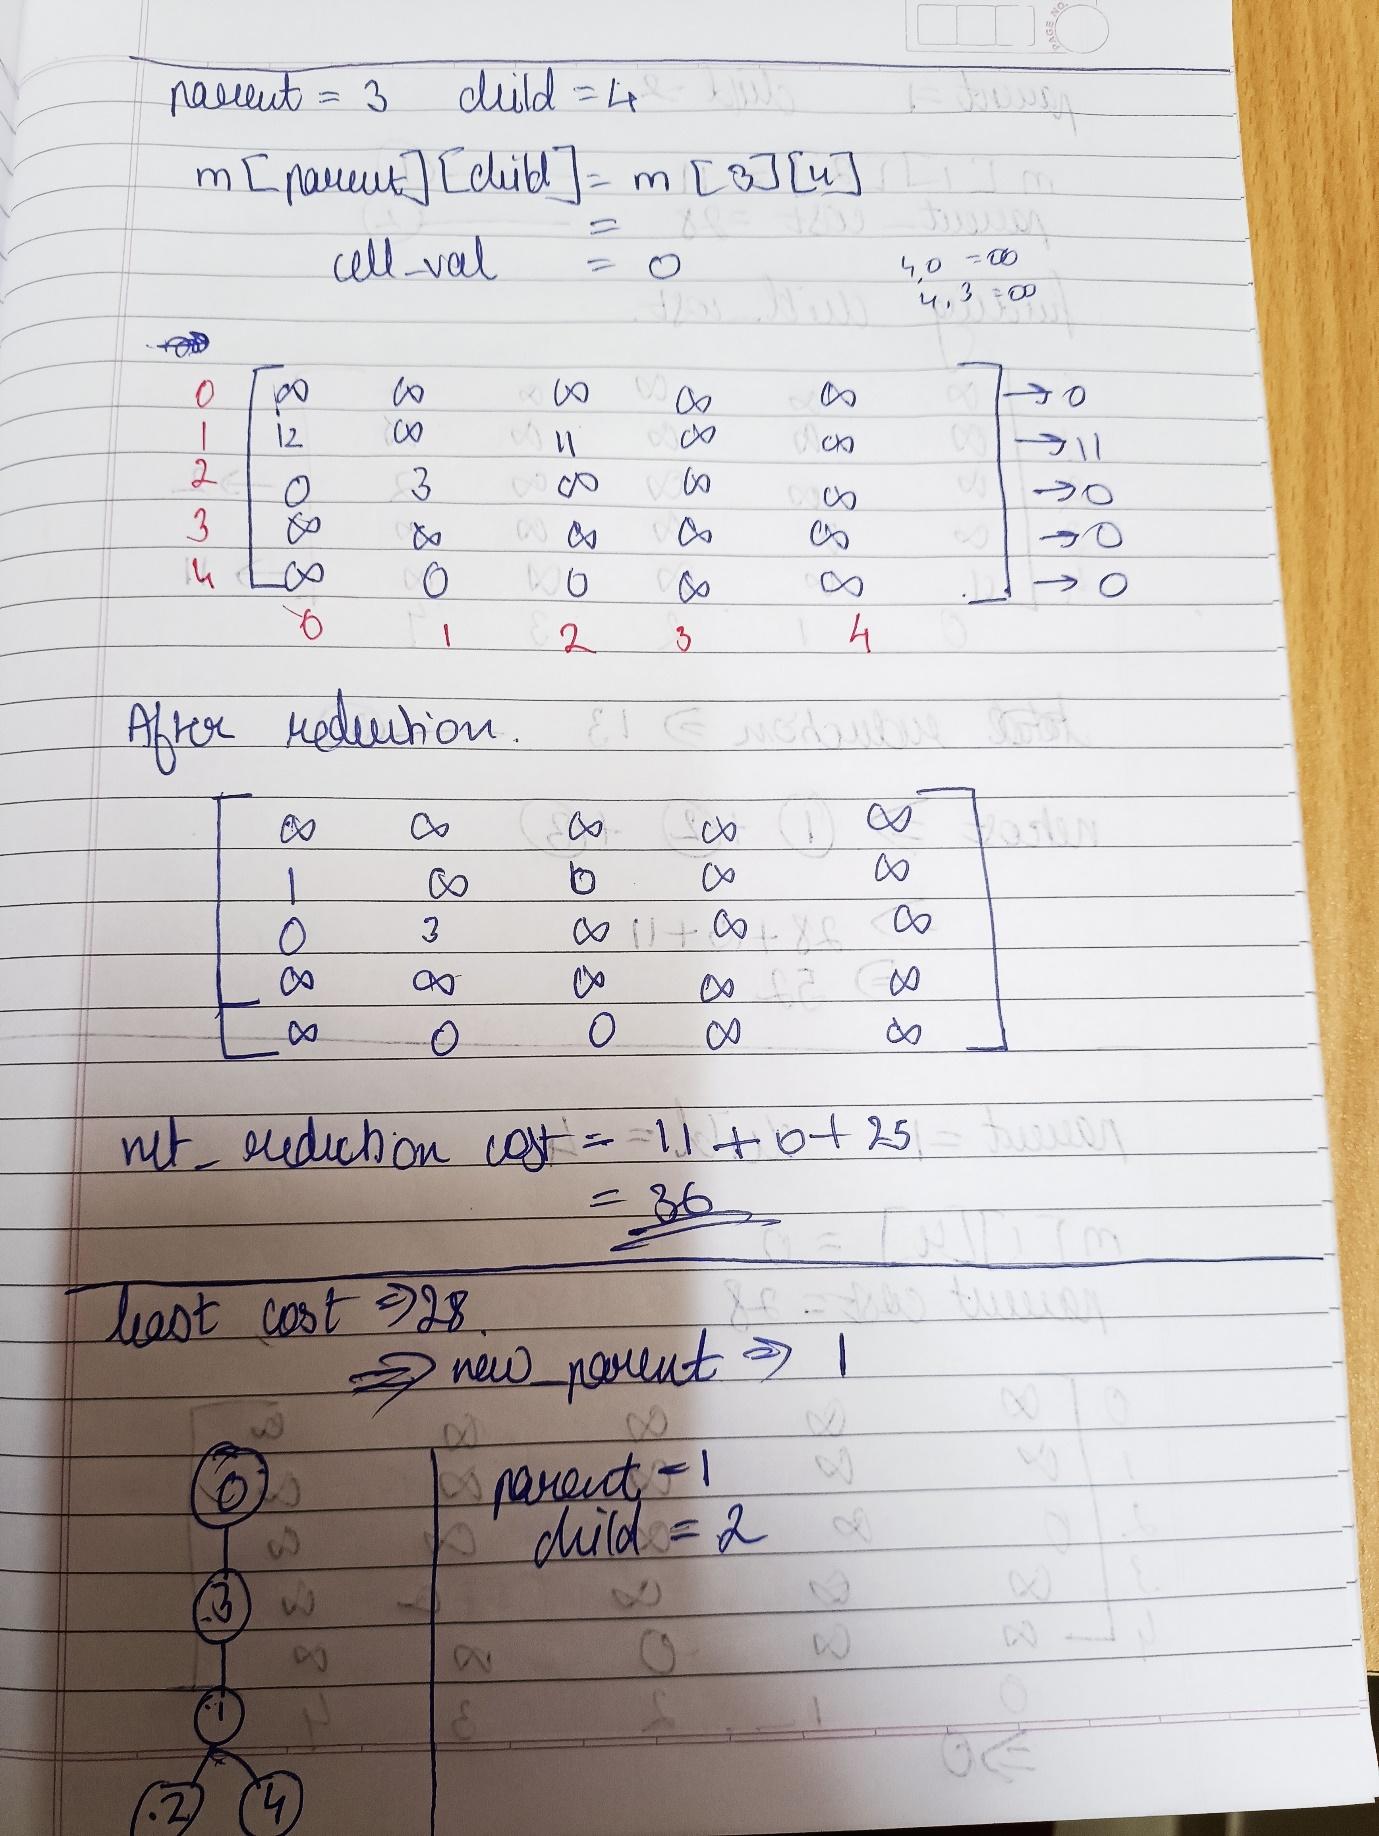 PAGE NO.
parent = 3 child = 4
m[parent][child] = m[3][4]
=
cell_val = 0
4,0 = ∞
4,3 = ∞
0 ∞ ∞ ∞ ∞ ∞ → 0
1 12 ∞ 11 ∞ ∞ → 11
2 0 3 ∞ ∞ ∞ → 0
3 ∞ ∞ ∞ ∞ ∞ → 0
4 ∞ 0 0 ∞ ∞ → 0
0 1 2 3 4
After reduction.
∞ ∞ ∞ ∞ ∞
1 ∞ 0 ∞ ∞
0 3 ∞ ∞ ∞
∞ ∞ ∞ ∞ ∞
∞ 0 0 ∞ ∞
net_reduction cost = 11 + 0 + 25
= 36
least cost ⇒ 28.
⇒ new_parent ⇒ 1
0
3
1
2 4
parent = 1
child = 2